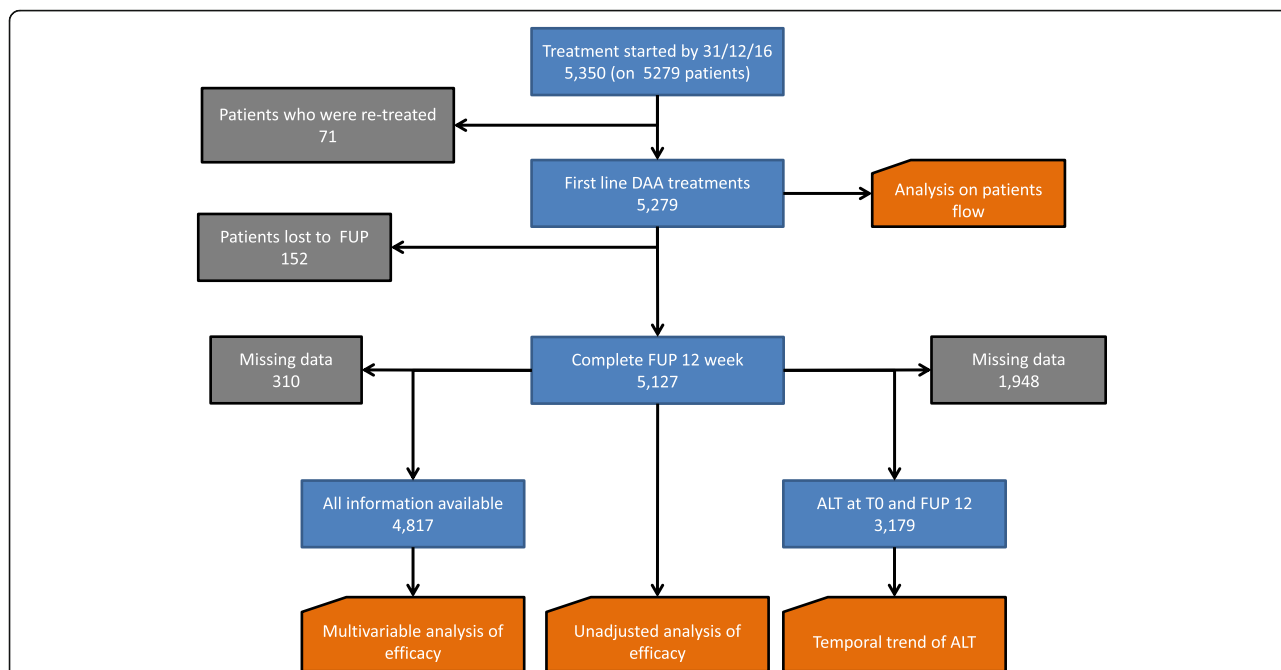 Treatment started by 31/12/16
5,350 (on 5279 patients)
Patients who were re-treated
71
First line DAA treatments
5,279
Analysis on patients
flow
Patients lost to FUP
152
Missing data
310
Complete FUP 12 week
5,127
Missing data
1,948
All information available
4,817
ALT at T0 and FUP 12
3,179
Multivariable analysis of
efficacy
Unadjusted analysis of
efficacy
Temporal trend of ALT